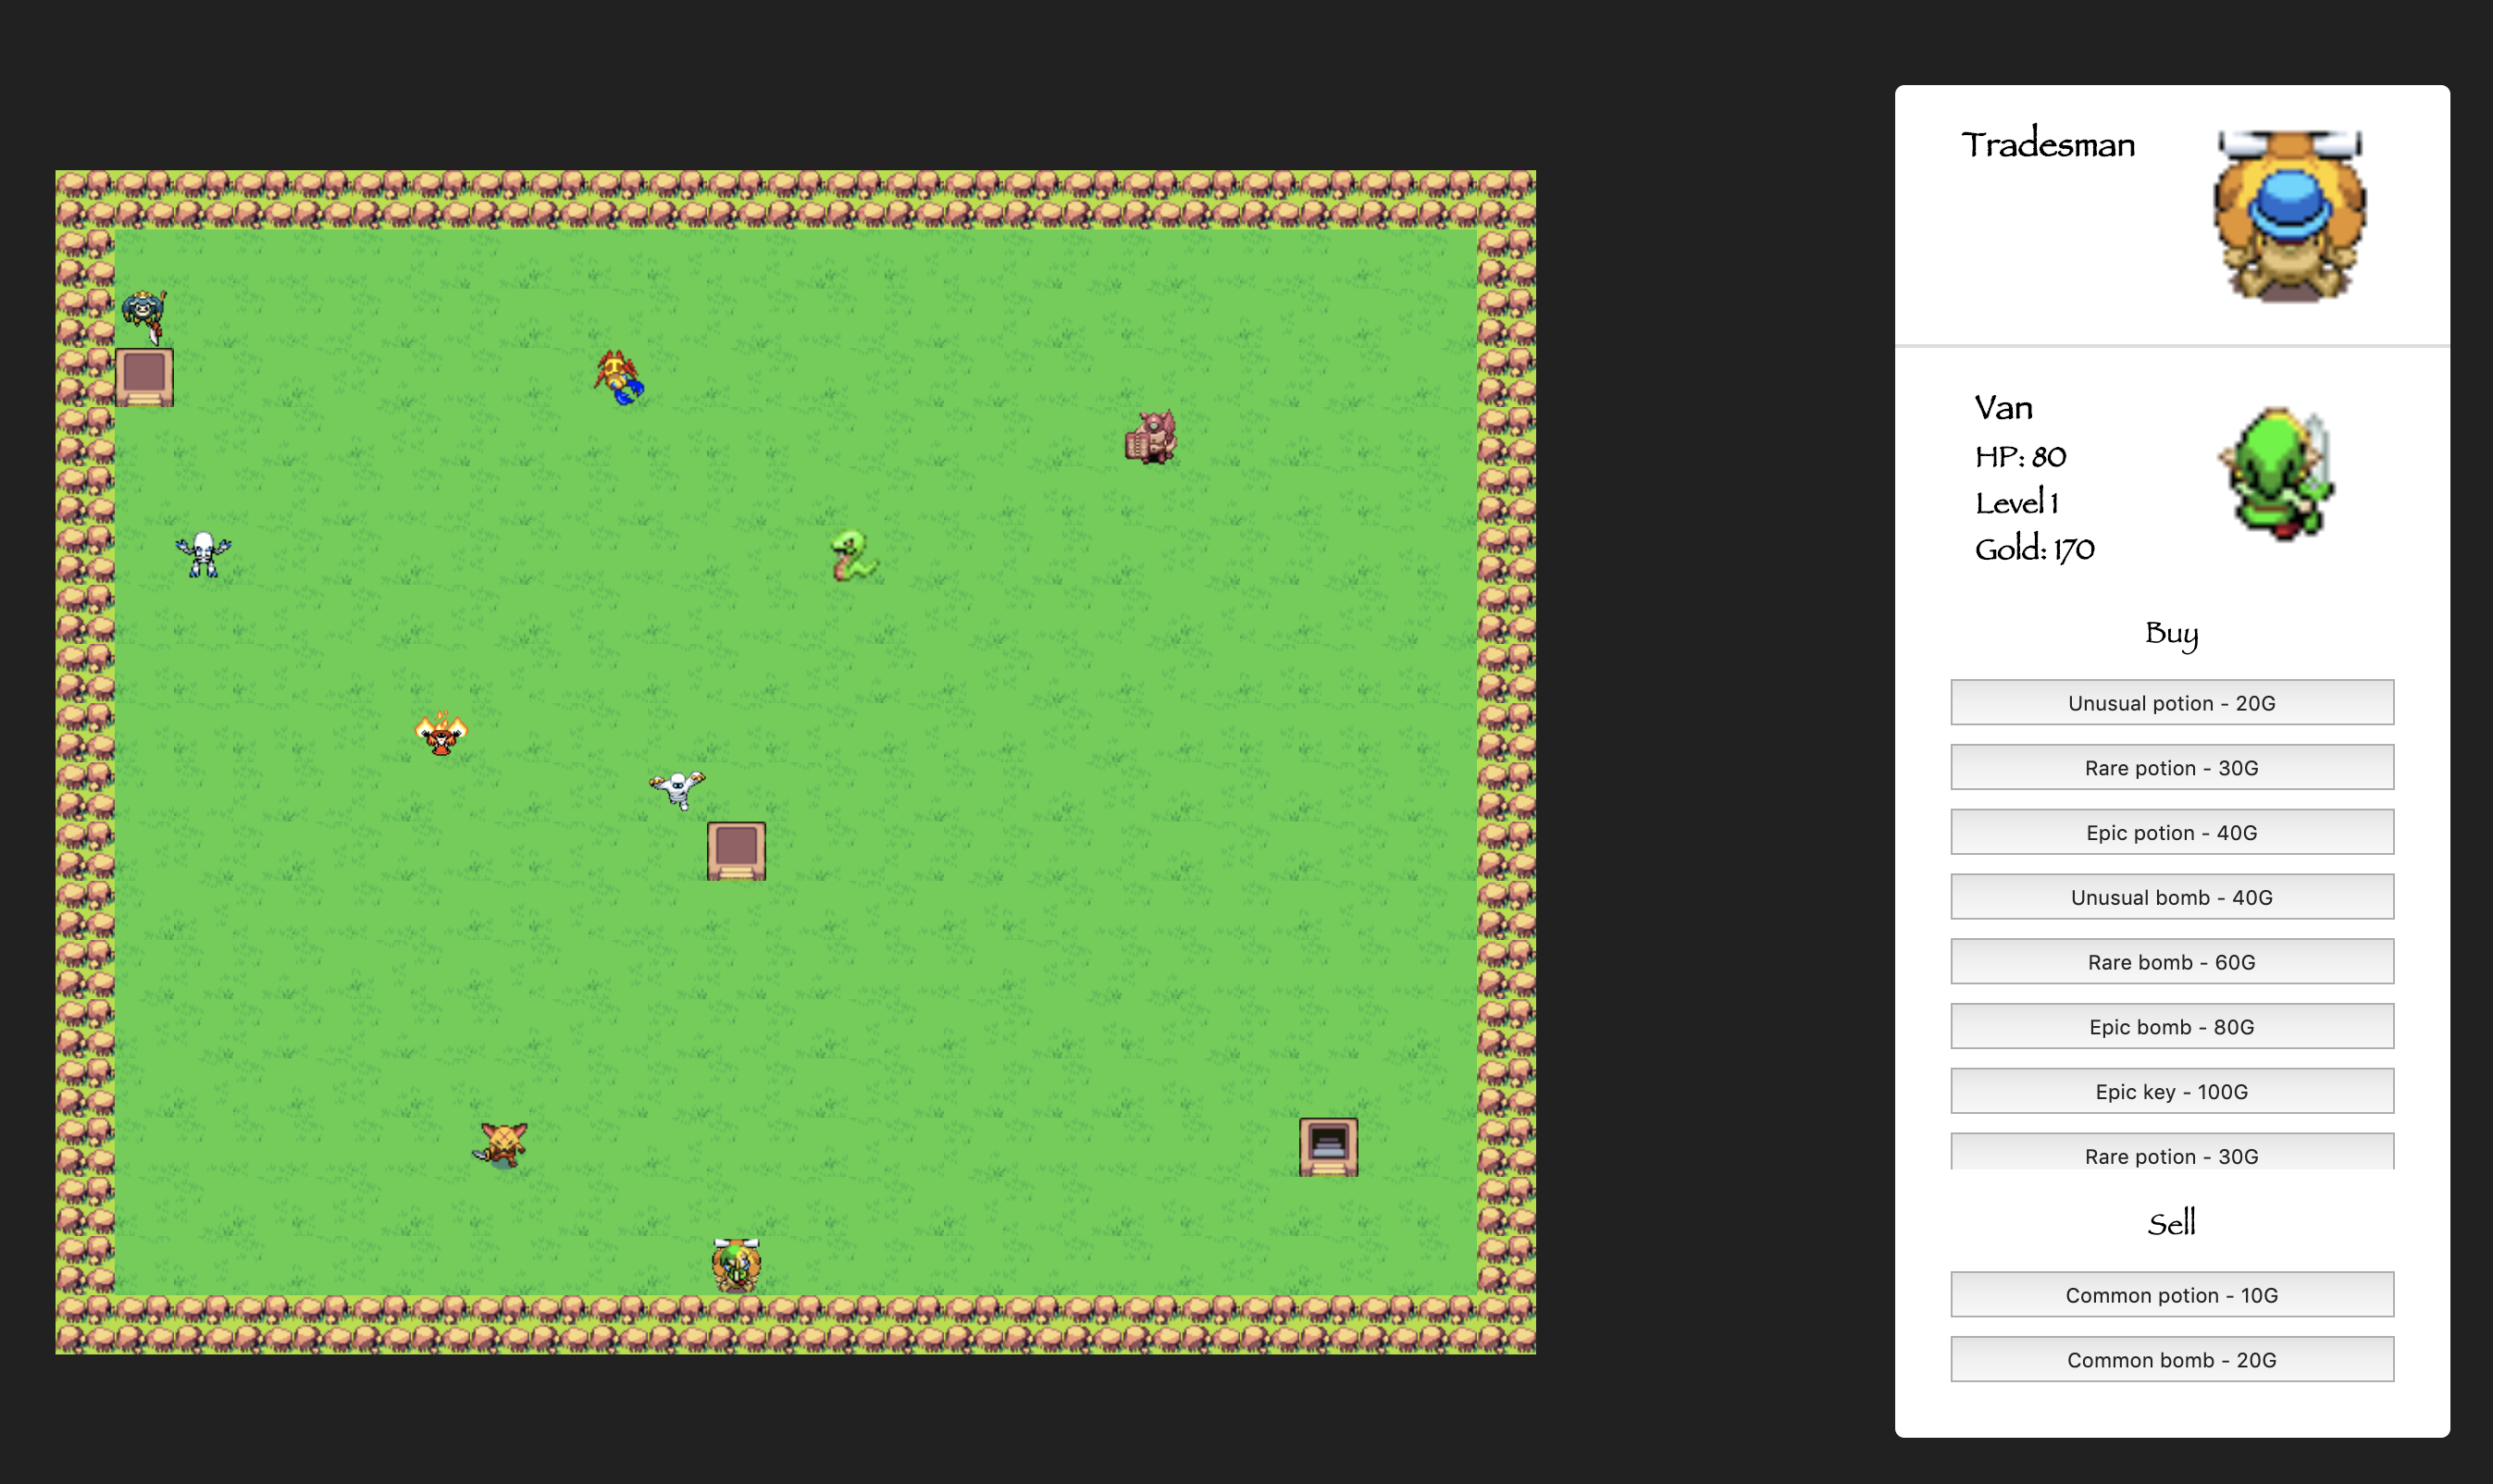 Tradesman
Van
HP: 80
Level 1
Gold: 170
Buy
Unusual potion - 20G
Rare potion - 30G
Epic potion - 40G
Unusual bomb - 40G
Rare bomb - 60G
Epic bomb - 80G
Epic key - 100G
Rare potion - 30G
Sell
Common potion - 10G
Common bomb - 20G